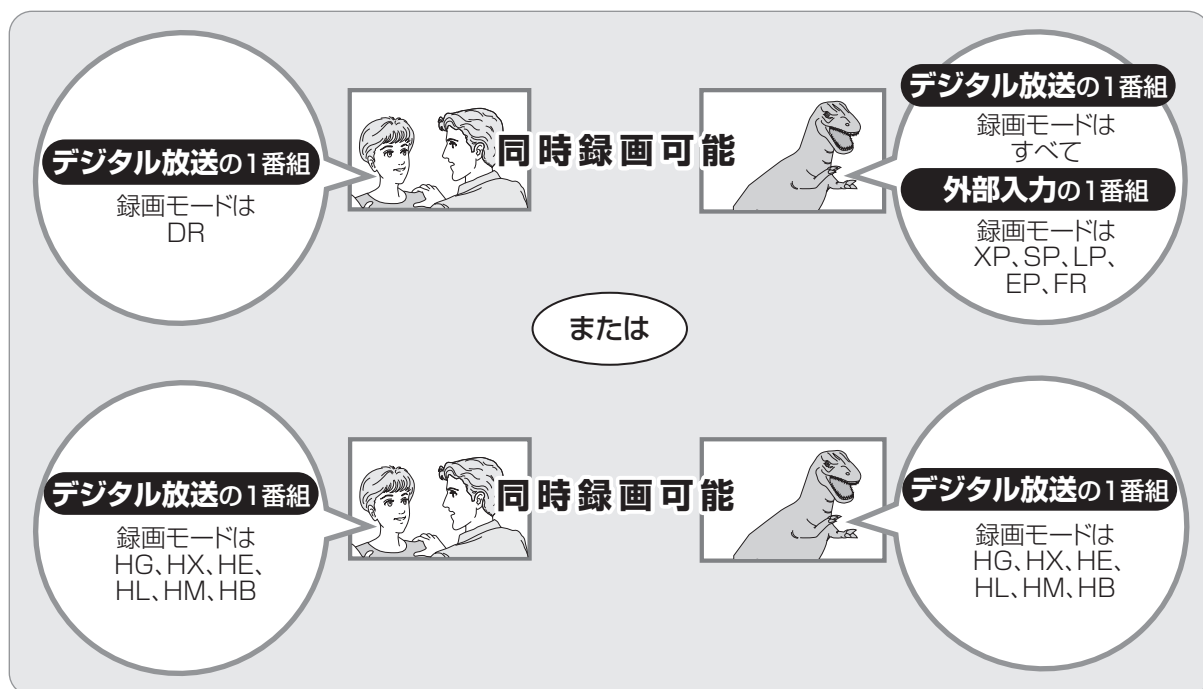 デジタル放送の1番組
録画モードは
DR
同時録画可能
デジタル放送の1番組
録画モードは
すべて
外部入力の1番組
録画モードは
XP、SP、LP、
EP、FR
または
デジタル放送の1番組
録画モードは
HG、HX、HE、
HL、HM、HB
同時録画可能
デジタル放送の1番組
録画モードは
HG、HX、HE、
HL、HM、HB